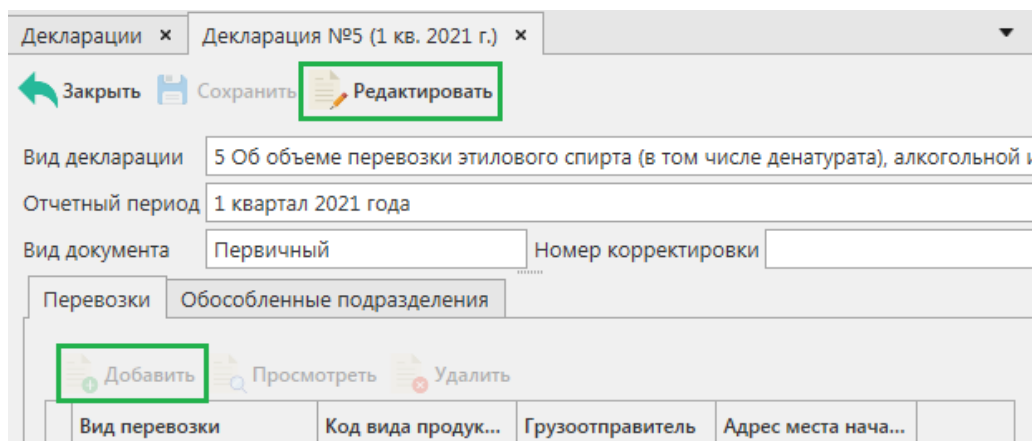 Декларации × Декларация №5 (1 кв. 2021 г.) ×
Закрыть Сохранить Редактировать
Вид декларации 5 Об объеме перевозки этилового спирта (в том числе денатурата), алкогольной и
Отчетный период 1 квартал 2021 года
Вид документа Первичный Номер корректировки
Перевозки Обособленные подразделения
Добавить Просмотреть Удалить
Вид перевозки Код вида продук... Грузоотправитель Адрес места нача...